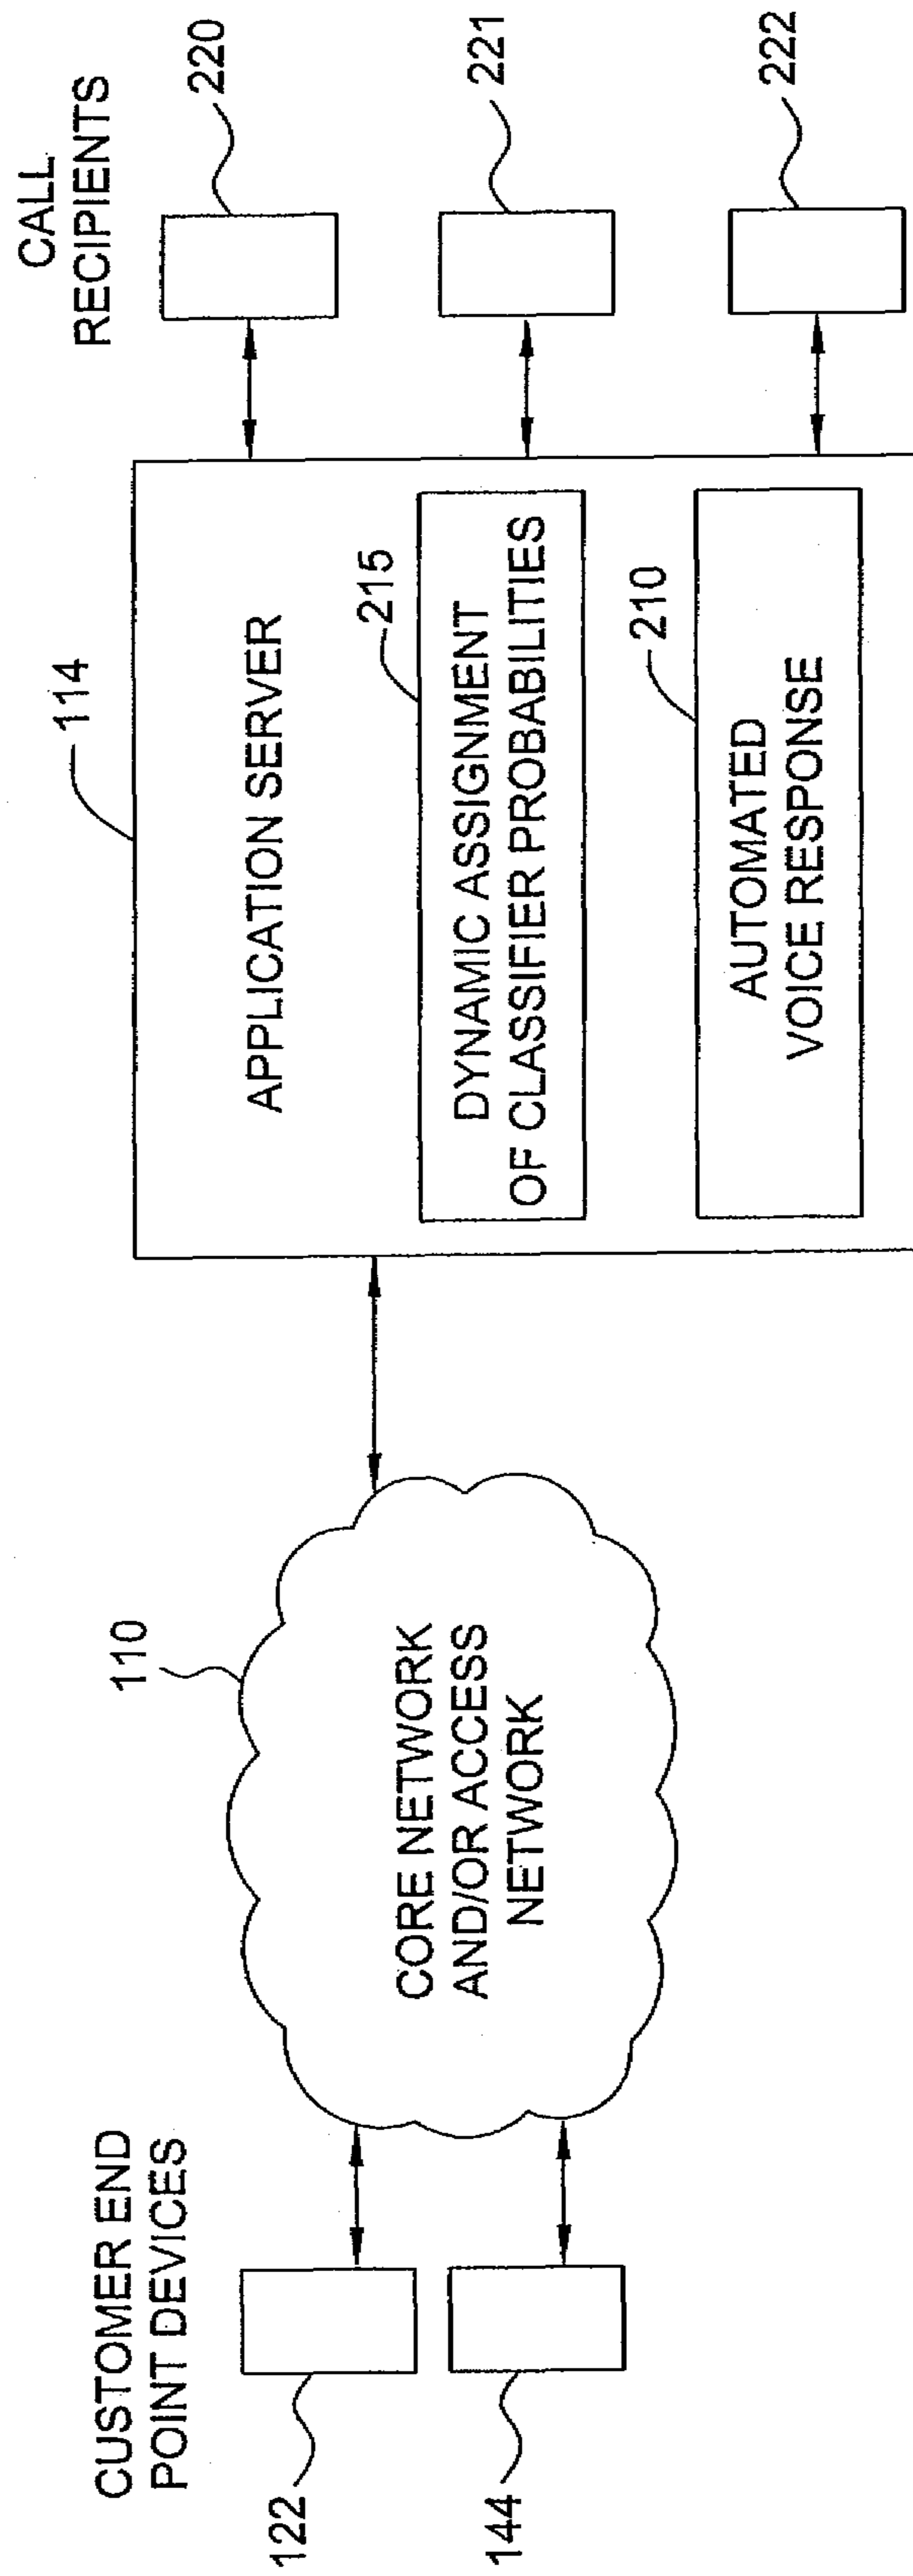 CUSTOMER END
POINT DEVICES
122
144
110
CORE NETWORK
AND/OR ACCESS
NETWORK
114
APPLICATION SERVER
215
DYNAMIC ASSIGNMENT
OF CLASSIFIER PROBABILITIES
210
AUTOMATED
VOICE RESPONSE
CALL
RECIPIENTS
220
221
222